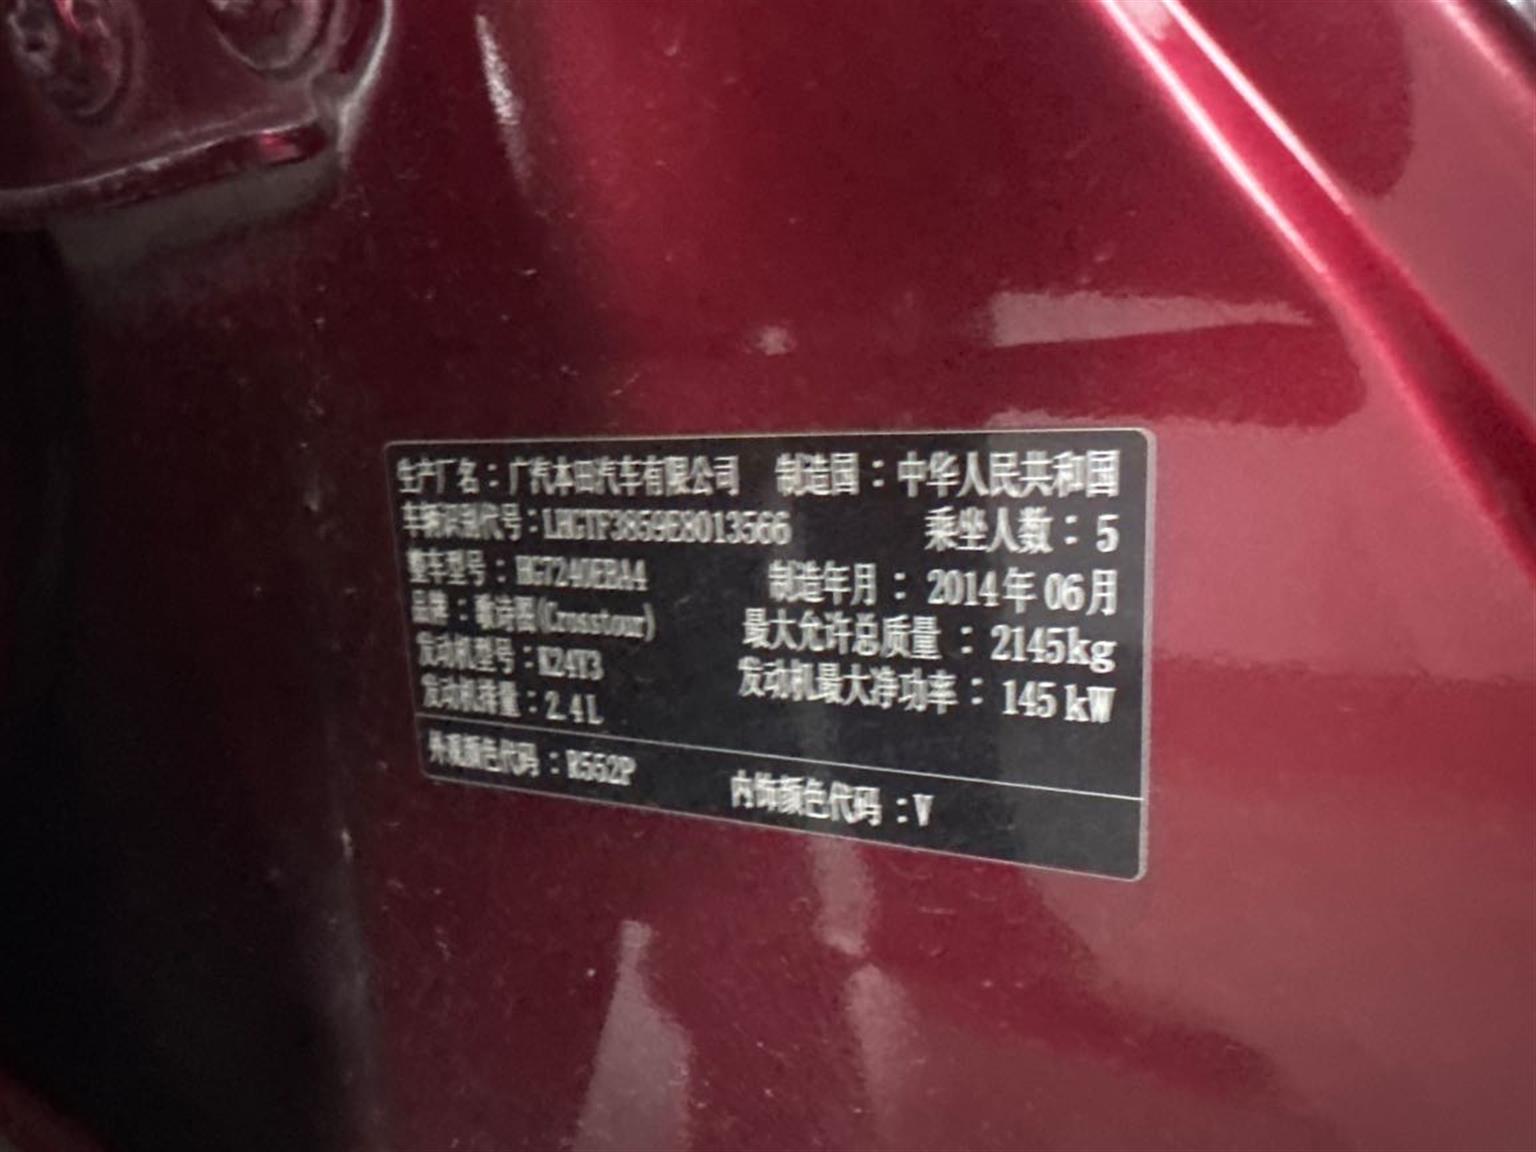 生产厂名：广汽本田汽车有限公司 制造国：中华人民共和国
车辆识别代号：LHGTF3859E8013566 乘坐人数：5
整车型号：HG7240EBA4 制造年月：2014年06月
品牌：歌诗图(Crosstour) 最大允许总质量：2145kg
发动机型号：K24Y3 发动机最大净功率：145kW
发动机排量：2.4L
外观颜色代码：R552P 内饰颜色代码：V